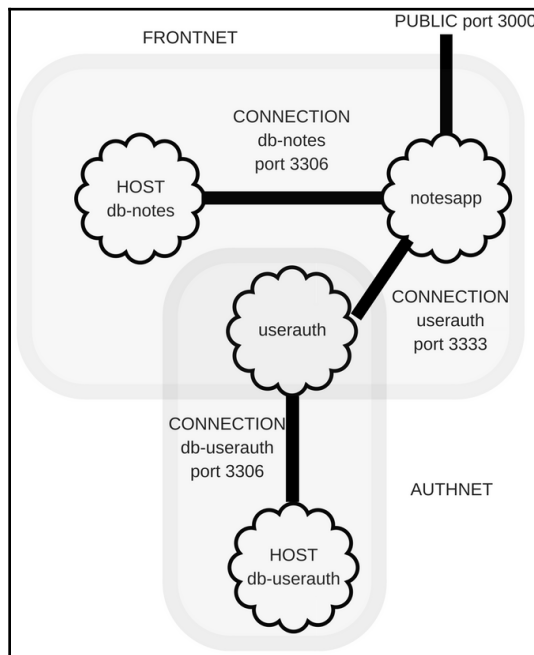 PUBLIC port 3000
FRONTNET
CONNECTION
db-notes
port 3306
HOST
db-notes
notesapp
CONNECTION
userauth
port 3333
userauth
CONNECTION
db-userauth
port 3306
AUTHNET
HOST
db-userauth